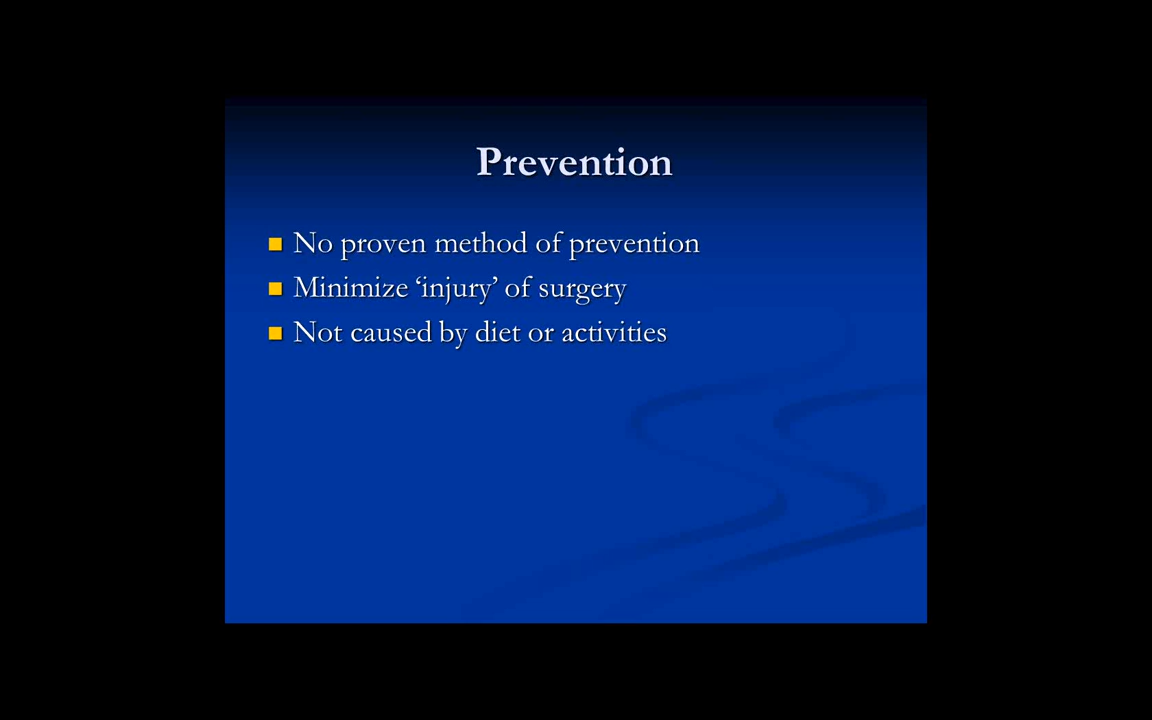 Prevention
No proven method of prevention
Minimize ‘injury’ of surgery
Not caused by diet or activities